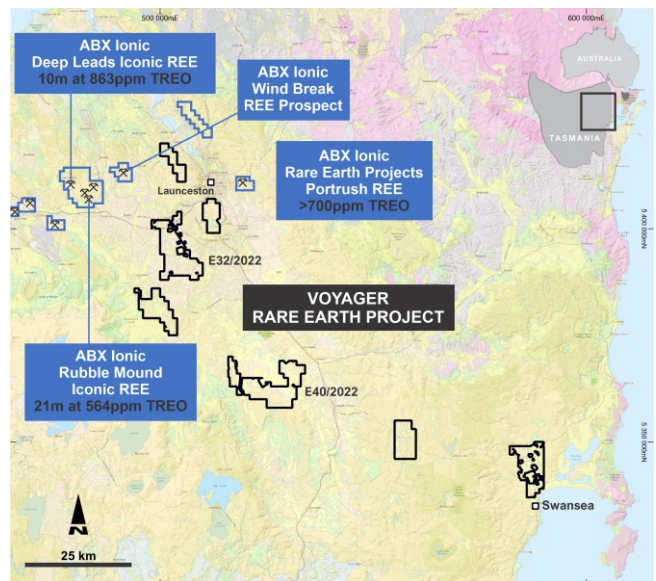 500 000mE
600 000mE
ABX Ionic
Deep Leads Iconic REE
10m at 863ppm TREO
ABX Ionic
Wind Break
REE Prospect
AUSTRALIA
TASMANIA
ABX Ionic
Rare Earth Projects
Portrush REE
>700ppm TREO
Launceston
5 400 000mN
E32/2022
VOYAGER
RARE EARTH PROJECT
ABX Ionic
Rubble Mound
Iconic REE
21m at 564ppm TREO
E40/2022
5 350 000mN
Swansea
N
25 km